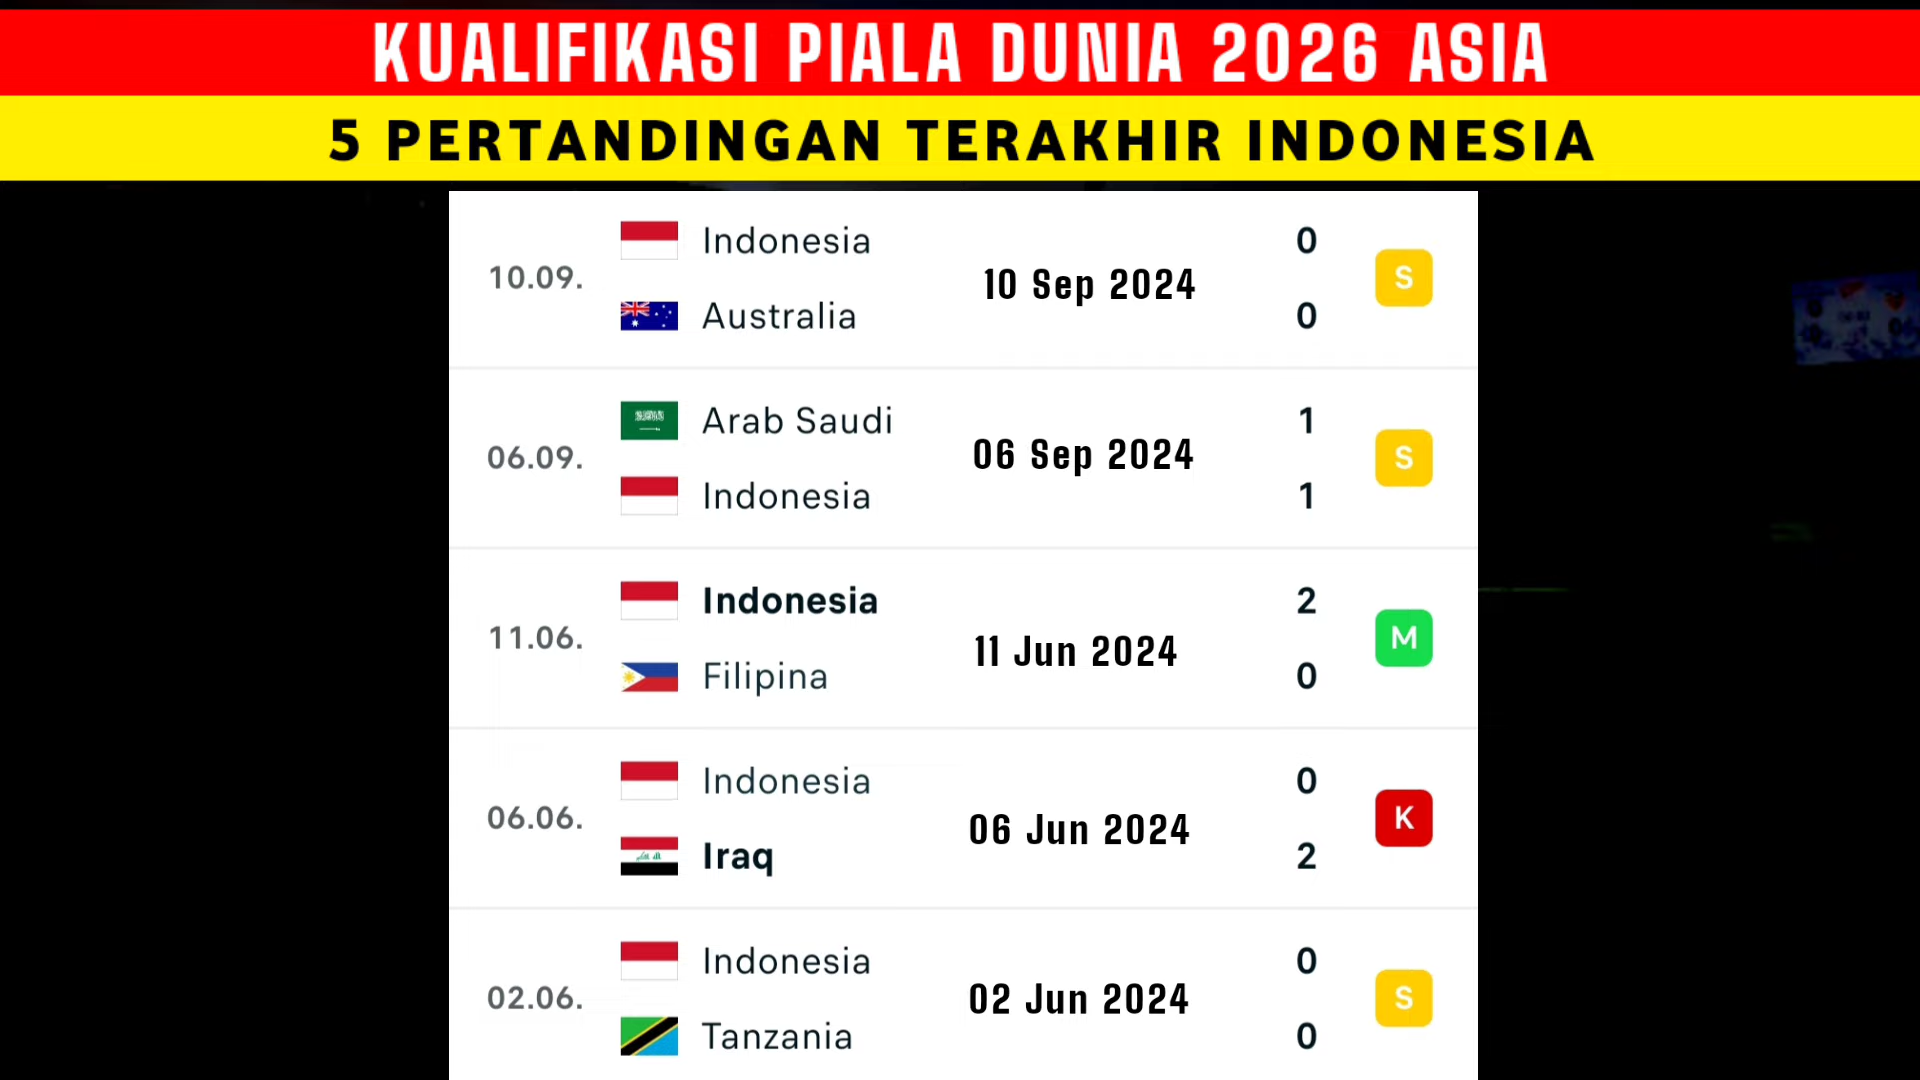 KUALIFIKASI PIALA DUNIA 2026 ASIA
5 PERTANDINGAN TERAKHIR INDONESIA
10.09. Indonesia 0
Australia 0
10 Sep 2024 S
06.09. Arab Saudi 1
Indonesia 1
06 Sep 2024 S
11.06. Indonesia 2
Filipina 0
11 Jun 2024 M
06.06. Indonesia 0
Iraq 2
06 Jun 2024 K
02.06. Indonesia 0
Tanzania 0
02 Jun 2024 S